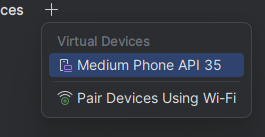 ces +
Virtual Devices
Medium Phone API 35
Pair Devices Using Wi-Fi